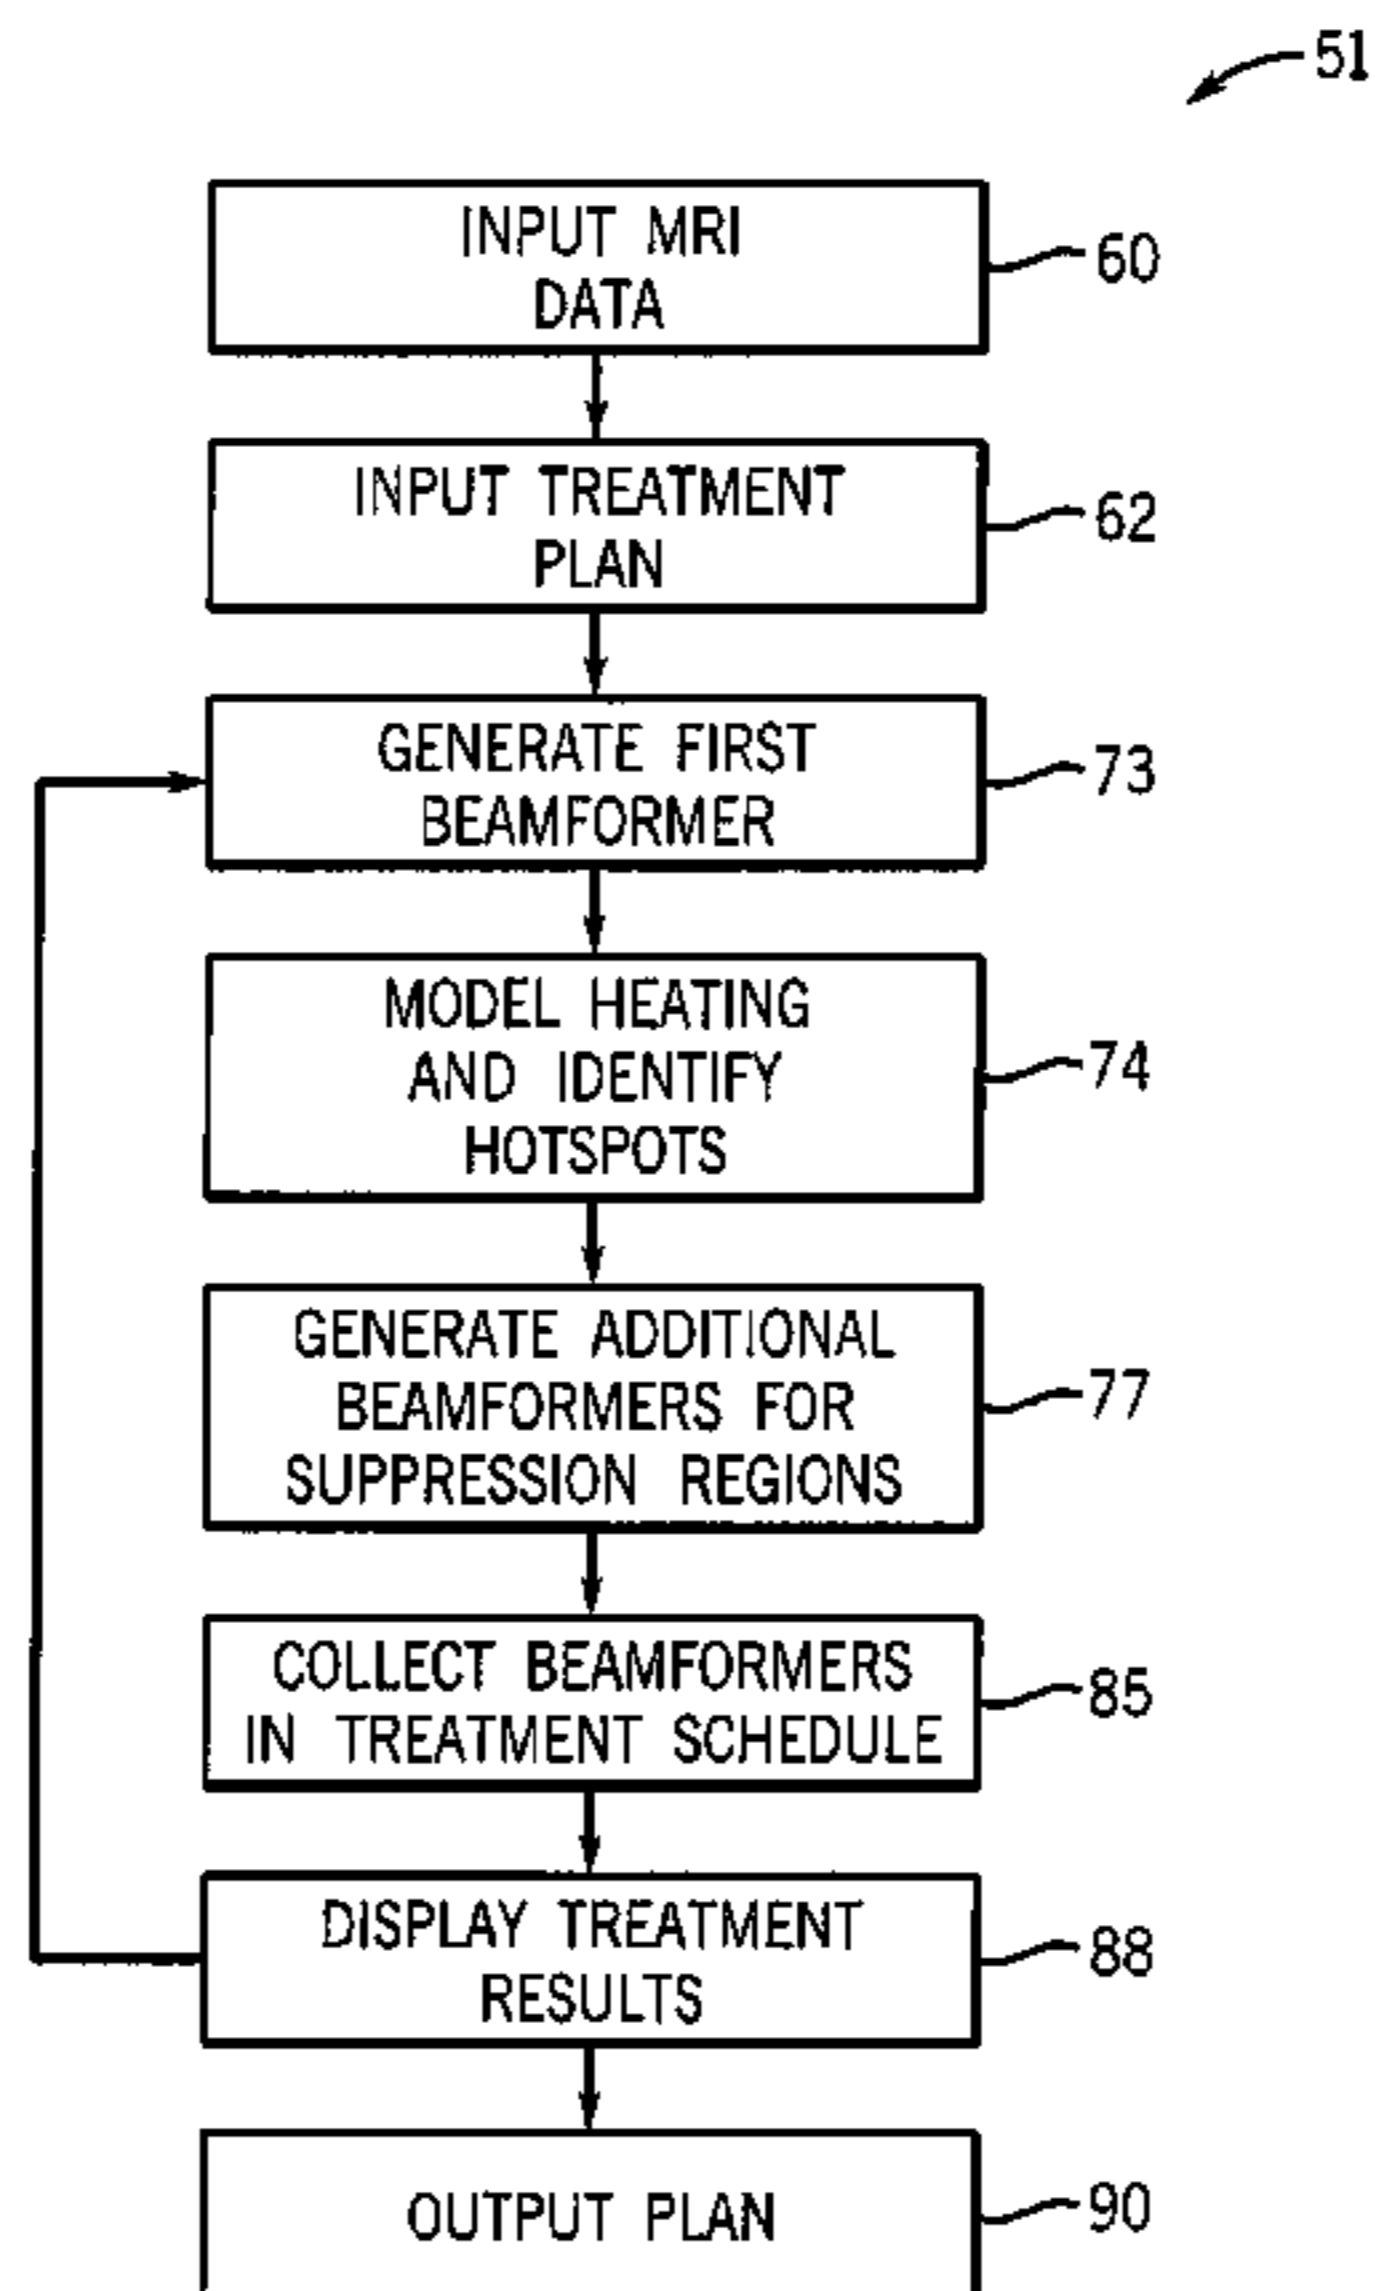 51
INPUT MRI
DATA
60
INPUT TREATMENT
PLAN
62
GENERATE FIRST
BEAMFORMER
73
MODEL HEATING
AND IDENTIFY
HOTSPOTS
74
GENERATE ADDITIONAL
BEAMFORMERS FOR
SUPPRESSION REGIONS
77
COLLECT BEAMFORMERS
IN TREATMENT SCHEDULE
85
DISPLAY TREATMENT
RESULTS
88
OUTPUT PLAN
90